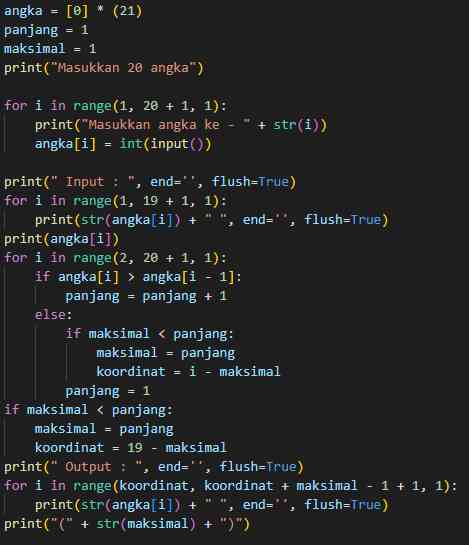 angka = [0] * (21)
panjang = 1
maksimal = 1
print("Masukkan 20 angka")

for i in range(1, 20 + 1, 1):
    print("Masukkan angka ke - " + str(i))
    angka[i] = int(input())

print(" Input : ", end='', flush=True)
for i in range(1, 19 + 1, 1):
    print(str(angka[i]) + " ", end='', flush=True)
print(angka[i])
for i in range(2, 20 + 1, 1):
    if angka[i] > angka[i - 1]:
        panjang = panjang + 1
    else:
        if maksimal < panjang:
            maksimal = panjang
            koordinat = i - maksimal
        panjang = 1
if maksimal < panjang:
    maksimal = panjang
    koordinat = 19 - maksimal
print(" Output : ", end='', flush=True)
for i in range(koordinat, koordinat + maksimal - 1 + 1, 1):
    print(str(angka[i]) + " ", end='', flush=True)
print("(" + str(maksimal) + ")")